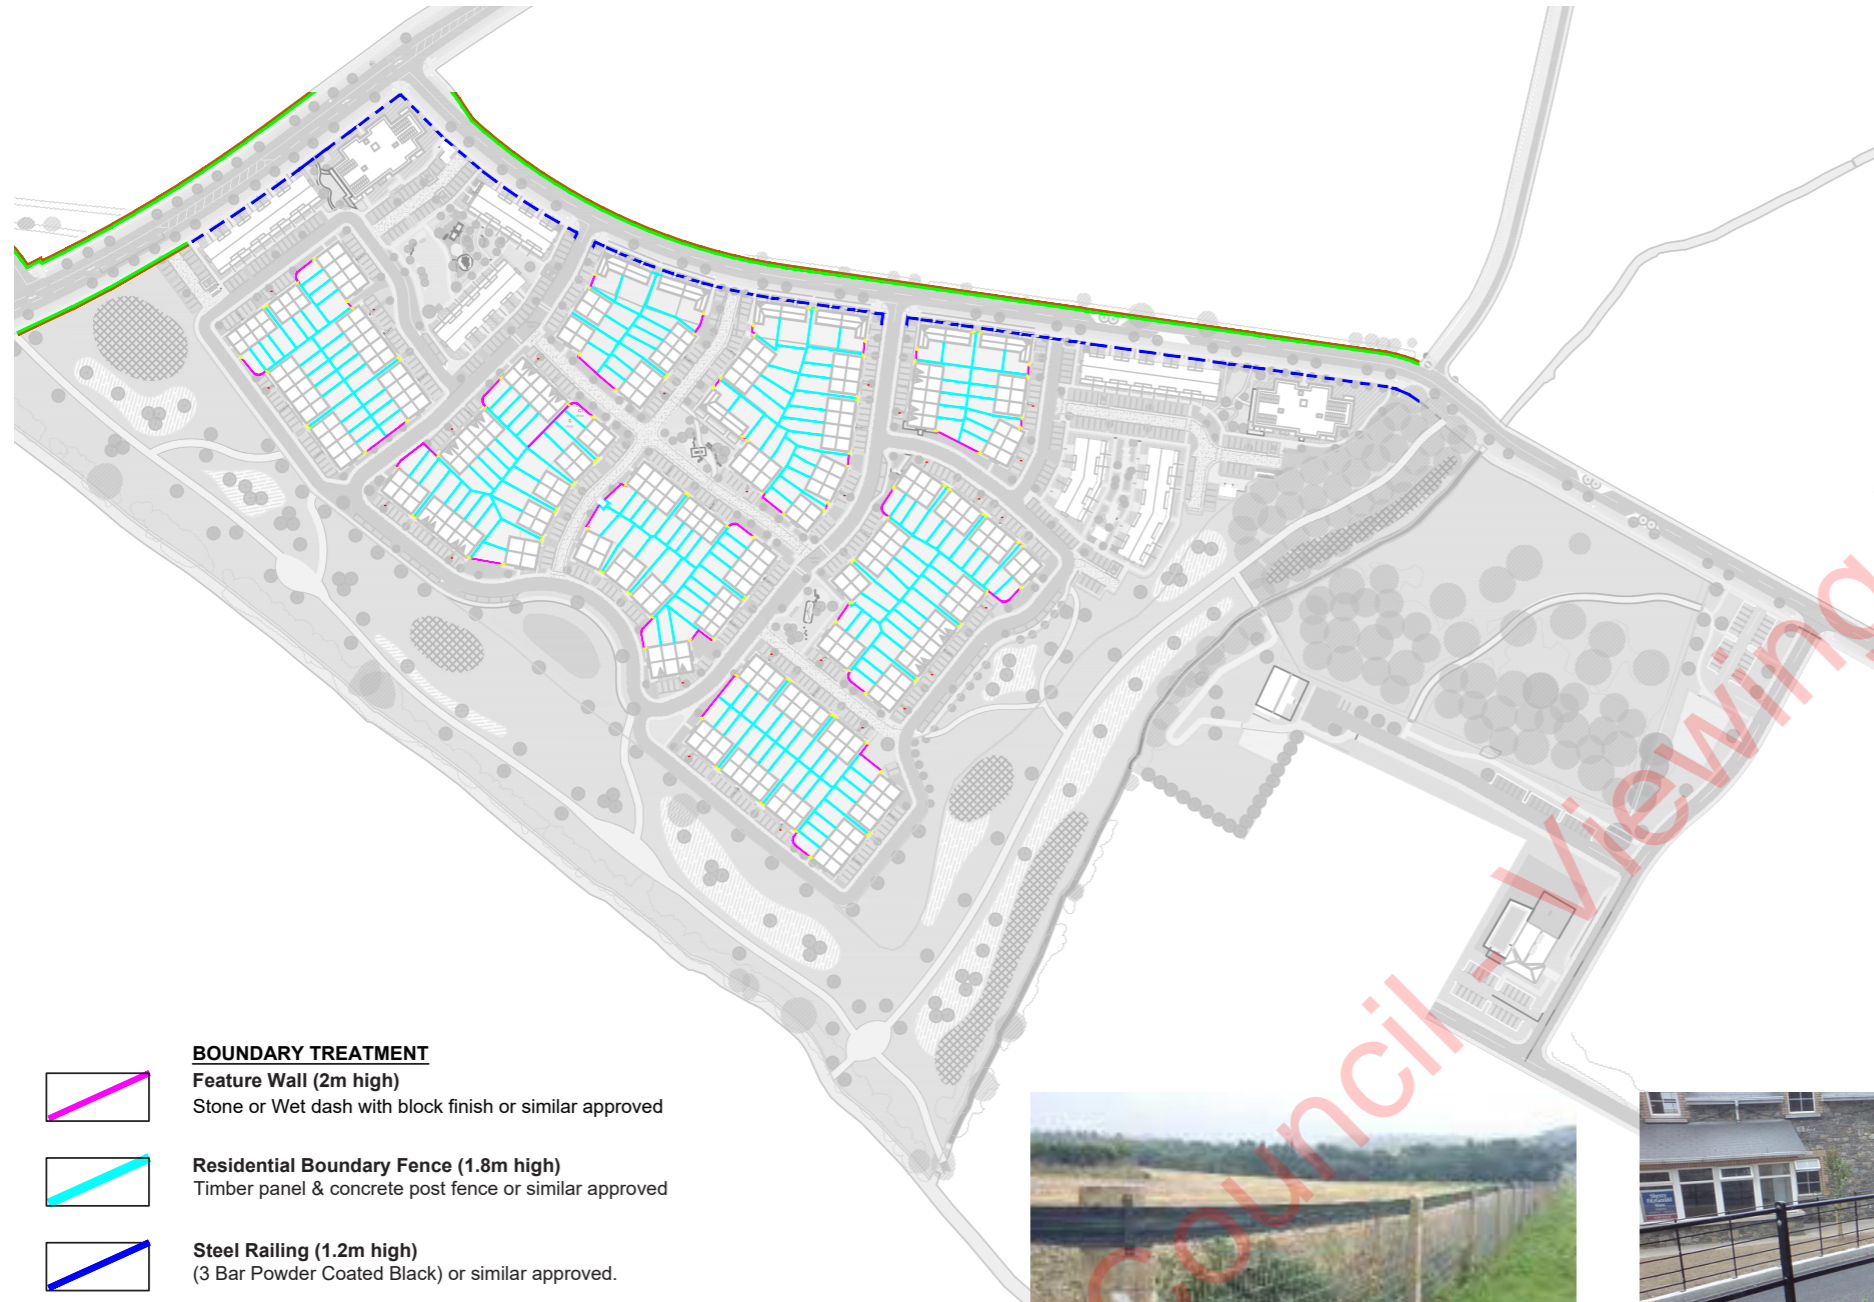 BOUNDARY TREATMENT
Feature Wall (2m high)
Stone or Wet dash with block finish or similar approved
Residential Boundary Fence (1.8m high)
Timber panel & concrete post fence or similar approved
Steel Railing (1.2m high)
(3 Bar Powder Coated Black) or similar approved.
Council - Viewing